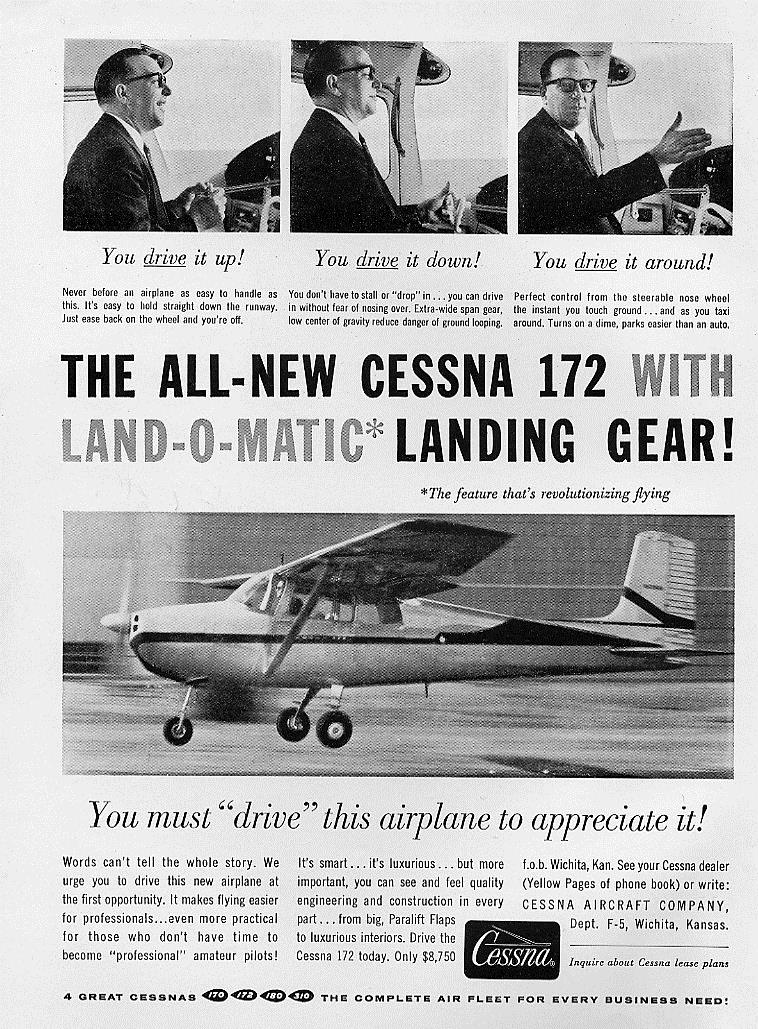 You drive it up!
Never before an airplane as easy to handle as
this. It's easy to hold straight down the runway.
Just ease back on the wheel and you're off.
You drive it down!
You don't have to stall or "drop" in...you can drive
in without fear of nosing over. Extra-wide span gear,
low center of gravity reduce danger of ground looping.
You drive it around!
Perfect control from the steerable nose wheel
the instant you touch ground...and as you taxi
around. Turns on a dime, parks easier than an auto.
THE ALL-NEW CESSNA 172 WITH
LAND-O-MATIC* LANDING GEAR!
*The feature that's revolutionizing flying
You must "drive" this airplane to appreciate it!
Words can't tell the whole story. We
urge you to drive this new airplane at
the first opportunity. It makes flying easier
for professionals...even more practical
for those who don't have time to
become "professional" amateur pilots!
It's smart...it's luxurious...but more
important, you can see and feel quality
engineering and construction in every
part...from big, Paralift Flaps
to luxurious interiors. Drive the
Cessna 172 today. Only $8,750
f.o.b. Wichita, Kan. See your Cessna dealer
(Yellow Pages of phone book) or write:
CESSNA AIRCRAFT COMPANY,
Dept. F-5, Wichita, Kansas.
Cessna®
Inquire about Cessna lease plans
4 GREAT CESSNAS 170 172 180 310 THE COMPLETE AIR FLEET FOR EVERY BUSINESS NEED!